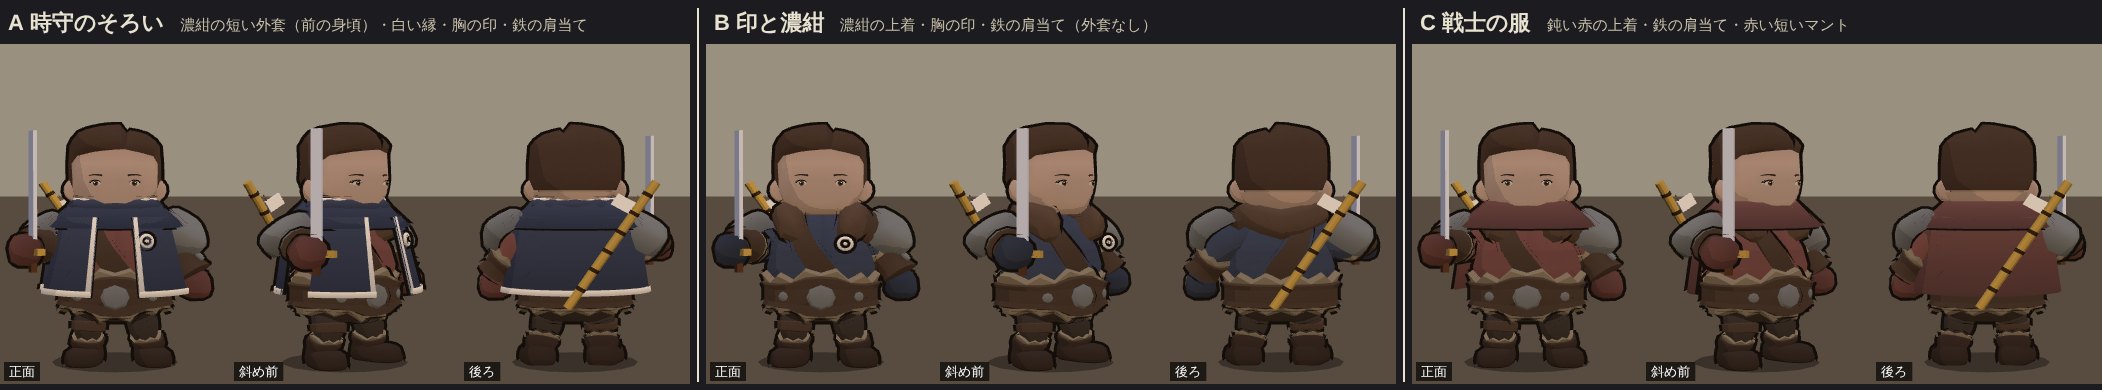 A 時守のそろい 濃紺の短い外套（前の身頃）・白い縁・胸の印・鉄の肩当て
正面 斜め前 後ろ
B 印と濃紺 濃紺の上着・胸の印・鉄の肩当て（外套なし）
正面 斜め前 後ろ
C 戦士の服 鈍い赤の上着・鉄の肩当て・赤い短いマント
正面 斜め前 後ろ